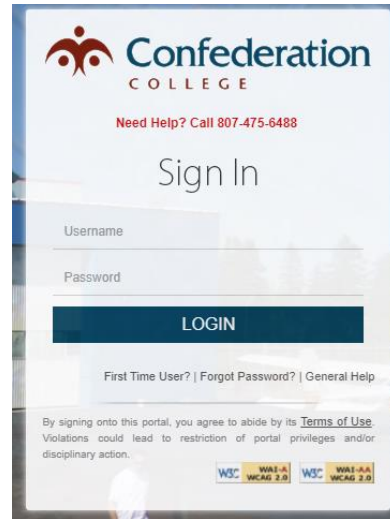 Confederation
COLLEGE
Need Help? Call 807-475-6488
Sign In
Username
Password
LOGIN
First Time User? | Forgot Password? | General Help
By signing onto this portal, you agree to abide by its Terms of Use.
Violations could lead to restriction of portal privileges and/or
disciplinary action.
W3C WAI-A WCAG 2.0 W3C WAI-AA WCAG 2.0